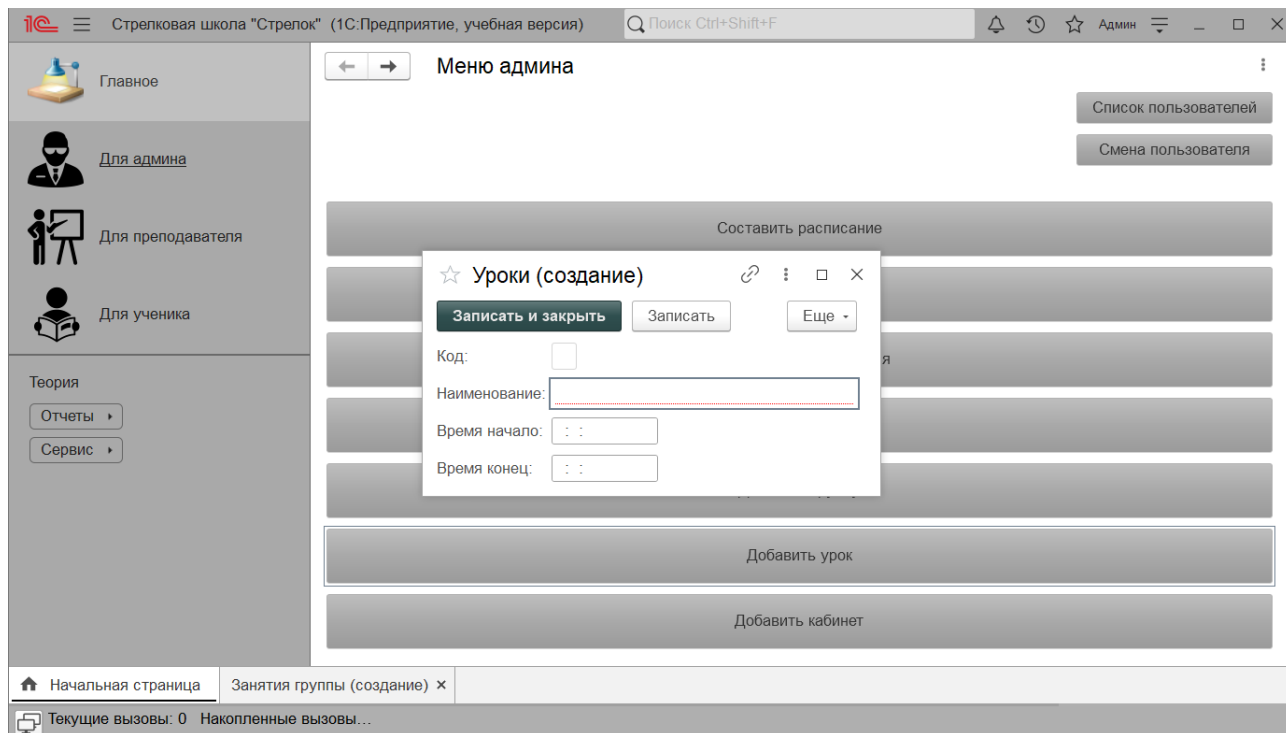 1С Стрелковая школа "Стрелок" (1С:Предприятие, учебная версия) Поиск Ctrl+Shift+F Админ
Главное
Для админа
Для преподавателя
Для ученика
Теория
Отчеты
Сервис
Меню админа
Список пользователей
Смена пользователя
Составить расписание
я
Уроки (создание)
Записать и закрыть Записать Еще
Код:
Наименование:
Время начало: : :
Время конец: : :
Добавить урок
Добавить кабинет
Начальная страница Занятия группы (создание) ×
Текущие вызовы: 0 Накопленные вызовы…